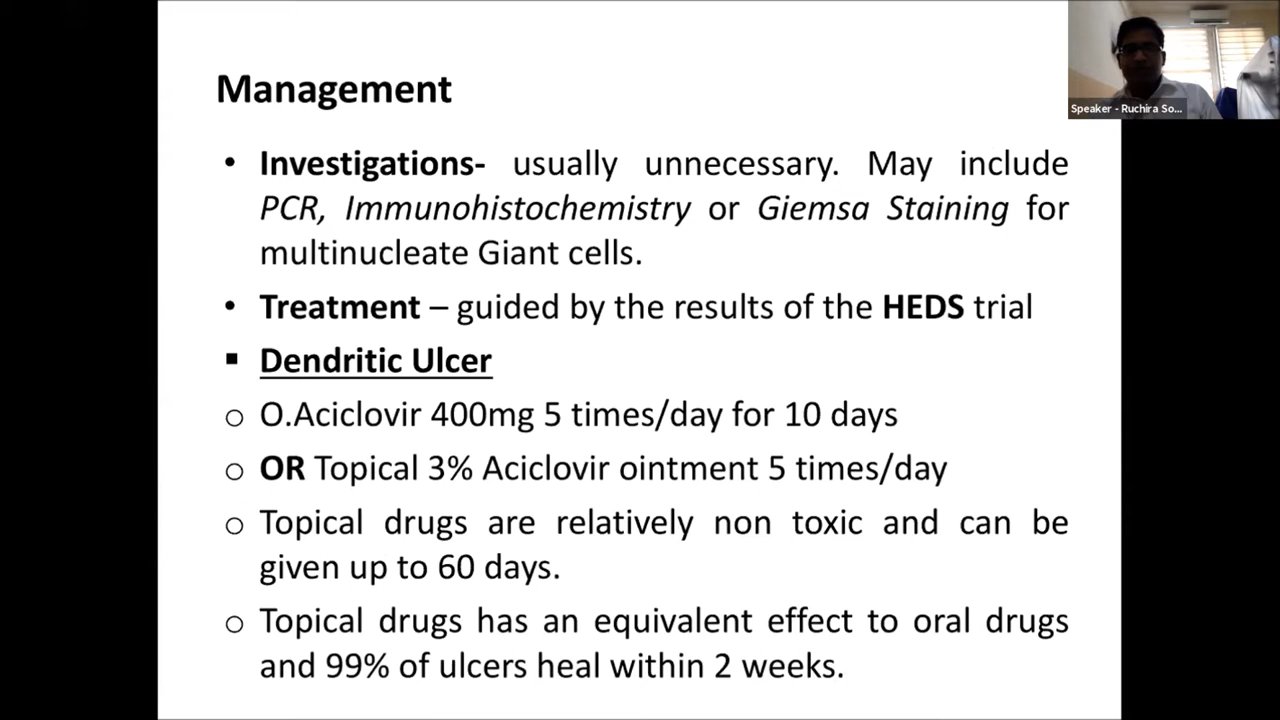 Management
Speaker - Ruchira So...
• Investigations- usually unnecessary. May include
PCR, Immunohistochemistry or Giemsa Staining for
multinucleate Giant cells.
• Treatment – guided by the results of the HEDS trial
▪ Dendritic Ulcer
o O.Aciclovir 400mg 5 times/day for 10 days
o OR Topical 3% Aciclovir ointment 5 times/day
o Topical drugs are relatively non toxic and can be
given up to 60 days.
o Topical drugs has an equivalent effect to oral drugs
and 99% of ulcers heal within 2 weeks.